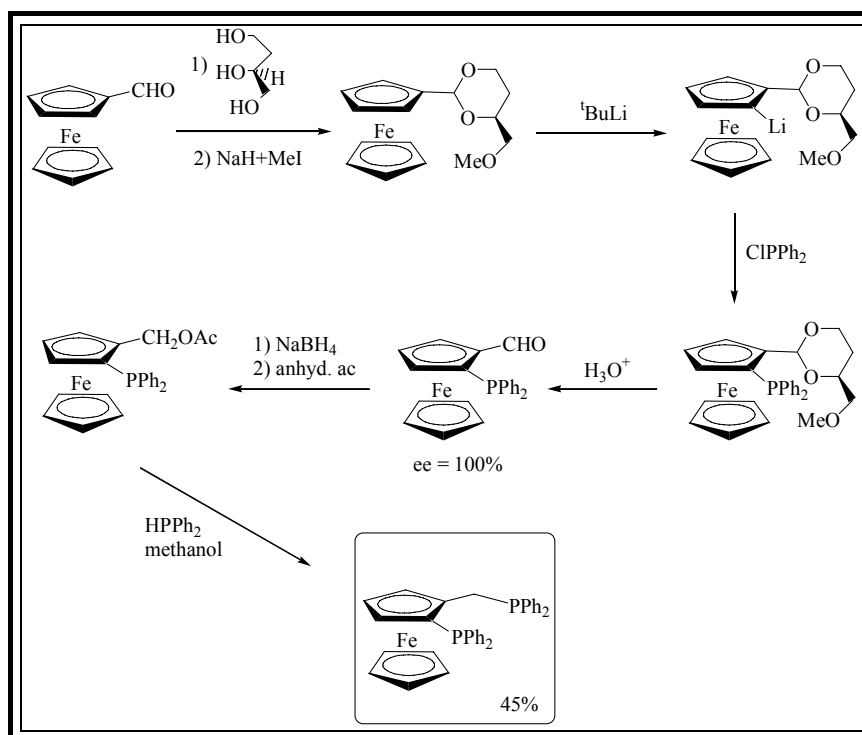 HO
1)
HO
H
HO
CHO
Fe
2) NaH+MeI
O
O
Fe
MeO
tBuLi
O
O
Li
Fe
MeO
ClPPh2
O
O
PPh2
Fe
MeO
H3O+
CHO
PPh2
Fe
ee = 100%
1) NaBH4
2) anhyd. ac
CH2OAc
PPh2
Fe
HPPh2
methanol
PPh2
PPh2
Fe
45%